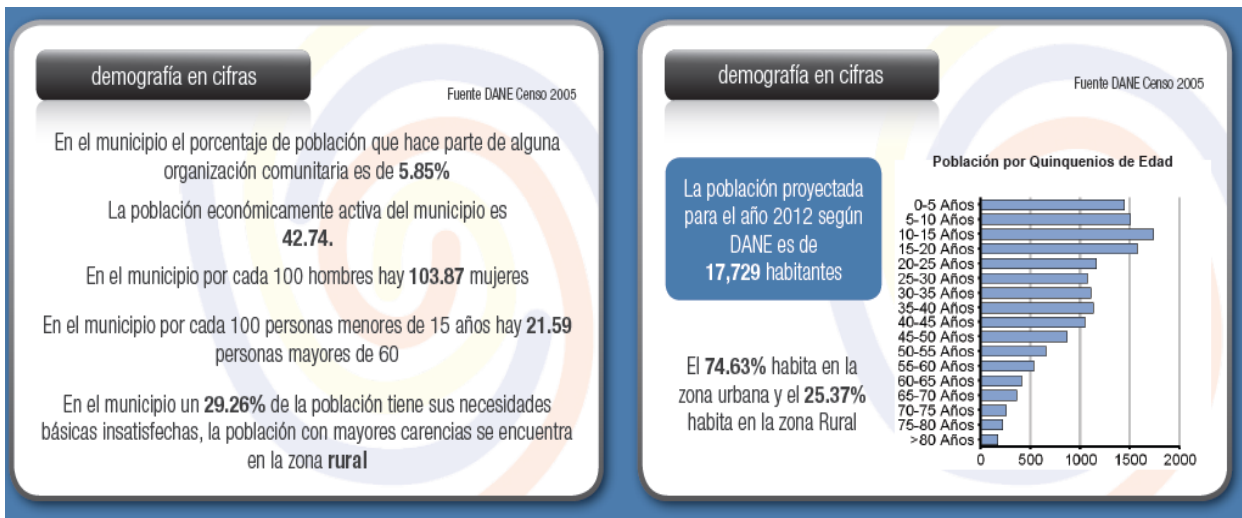 demografía en cifras
Fuente DANE Censo 2005
En el municipio el porcentaje de población que hace parte de alguna
organización comunitaria es de 5.85%
La población económicamente activa del municipio es
42.74.
En el municipio por cada 100 hombres hay 103.87 mujeres
En el municipio por cada 100 personas menores de 15 años hay 21.59
personas mayores de 60
En el municipio un 29.26% de la población tiene sus necesidades
básicas insatisfechas, la población con mayores carencias se encuentra
en la zona rural
demografía en cifras
Fuente DANE Censo 2005
La población proyectada
para el año 2012 según
DANE es de
17,729 habitantes
El 74.63% habita en la
zona urbana y el 25.37%
habita en la zona Rural
Población por Quinquenios de Edad
0-5 Años
5-10 Años
10-15 Años
15-20 Años
20-25 Años
25-30 Años
30-35 Años
35-40 Años
40-45 Años
45-50 Años
50-55 Años
55-60 Años
60-65 Años
65-70 Años
70-75 Años
75-80 Años
>80 Años
0 500 1000 1500 2000